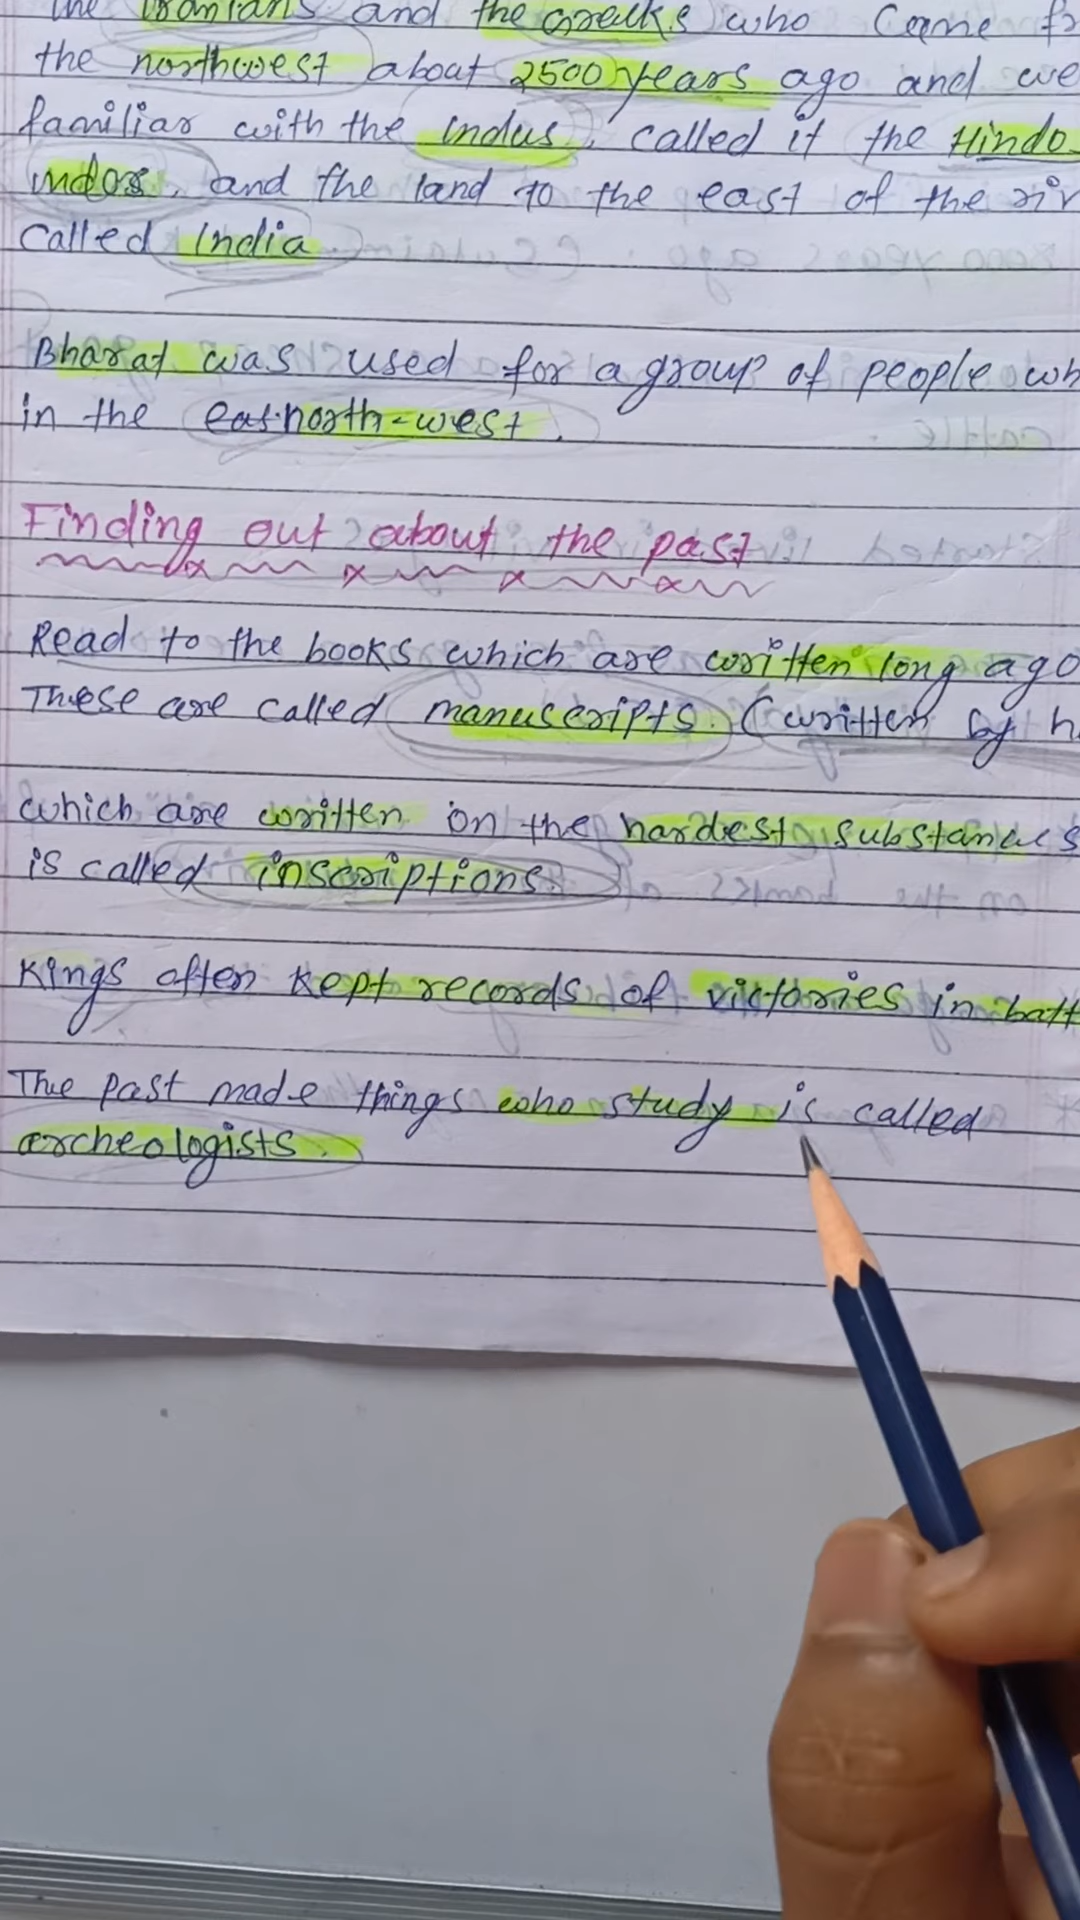 the Iranians and the Greeks who came fr
the northwest about 2500 years ago and we
familiar with the indus, called it the Hindo
indos, and the land to the east of the riv
called india.
Bharat was used for a group of people wh
in the eas.north-west.
Finding out about the past
Read to the books which are written long ago
These are called manuscripts. (written by h
which are written on the hardest substances
is called inscriptions.
Kings often kept records of victories in batt
The past made things who study is called
archeologists.